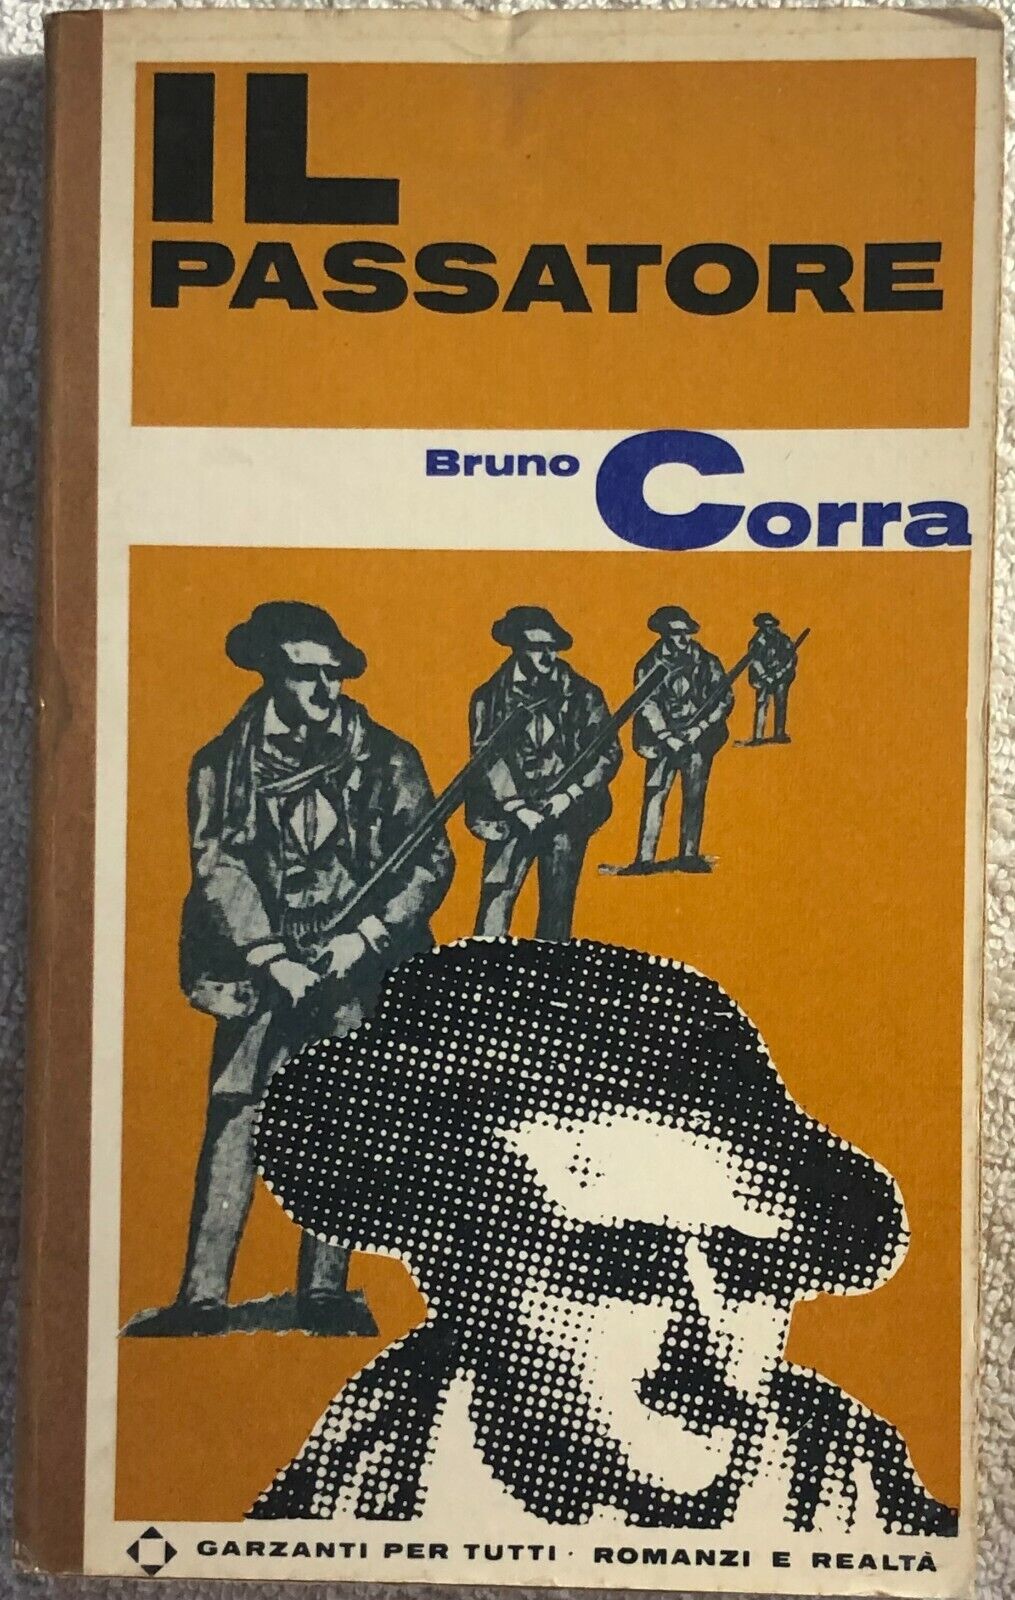 IL
PASSATORE
Bruno Corra
GARZANTI PER TUTTI · ROMANZI E REALTÀ